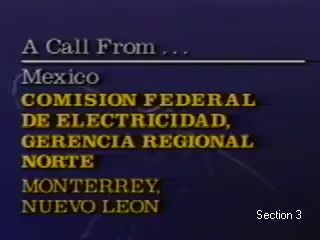 A Call From . . .
Mexico
COMISION FEDERAL
DE ELECTRICIDAD,
GERENCIA REGIONAL
NORTE
MONTERREY,
NUEVO LEON
Section 3